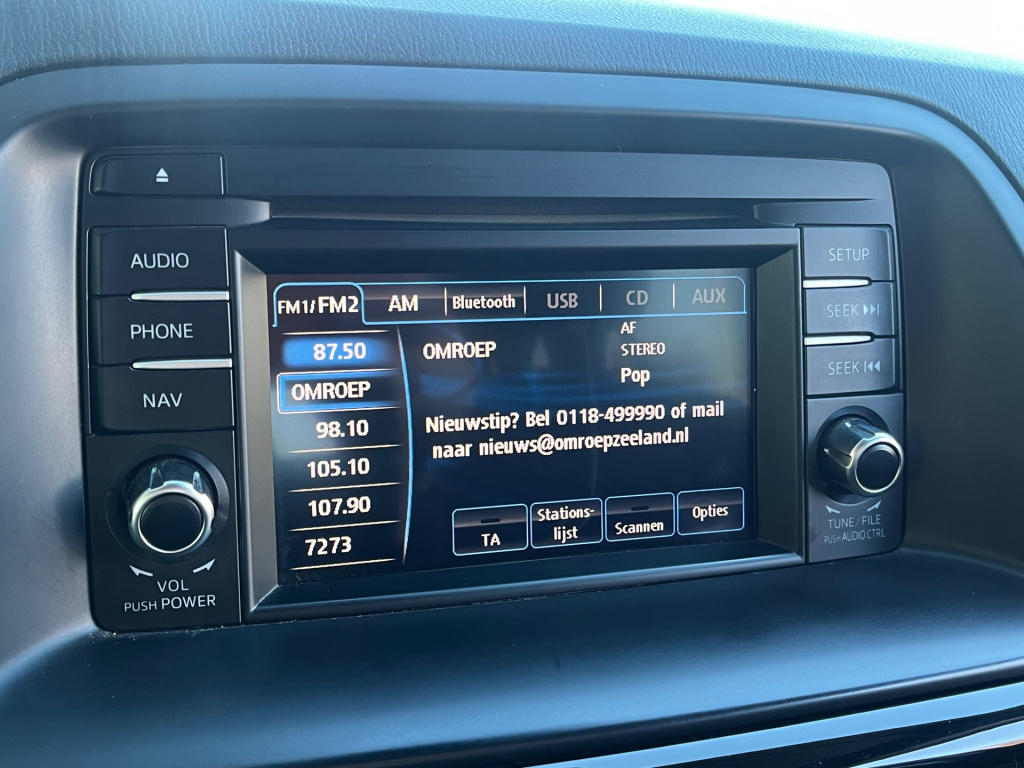 AUDIO
PHONE
NAV
VOL
PUSH POWER
FM1/FM2 AM Bluetooth USB CD AUX
87.50
OMROEP
98.10
105.10
107.90
7273
OMROEP
AF
STEREO
Pop
Nieuwstip? Bel 0118-499990 of mail
naar nieuws@omroepzeeland.nl
TA
Stations-
lijst
Scannen
Opties
SETUP
SEEK
SEEK
TUNE/FILE
PUSH AUDIO CTRL